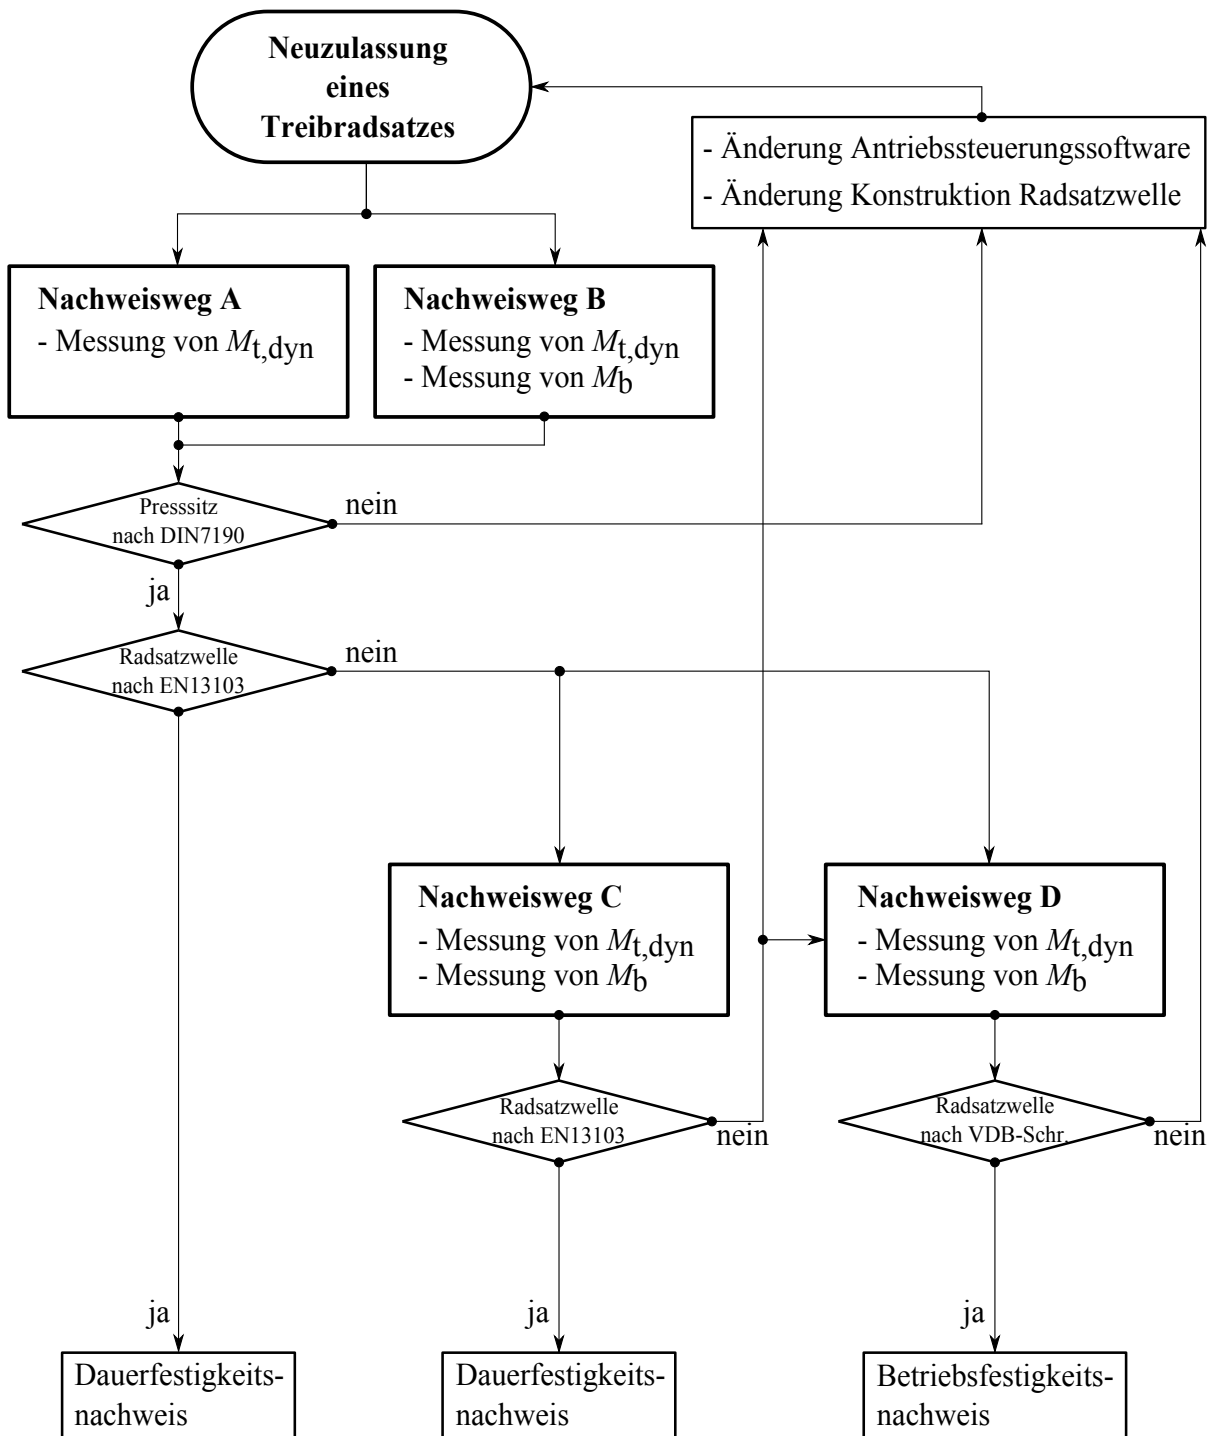 Neuzulassung
eines
Treibradsatzes
- Änderung Antriebssteuerungssoftware
- Änderung Konstruktion Radsatzwelle
Nachweisweg A
- Messung von Mt,dyn
Nachweisweg B
- Messung von Mt,dyn
- Messung von Mb
Presssitz
nach DIN7190
nein
ja
Radsatzwelle
nach EN13103
nein
Nachweisweg C
- Messung von Mt,dyn
- Messung von Mb
Nachweisweg D
- Messung von Mt,dyn
- Messung von Mb
Radsatzwelle
nach EN13103
nein
Radsatzwelle
nach VDB-Schr.
nein
ja
ja
ja
Dauerfestigkeits-
nachweis
Dauerfestigkeits-
nachweis
Betriebsfestigkeits-
nachweis